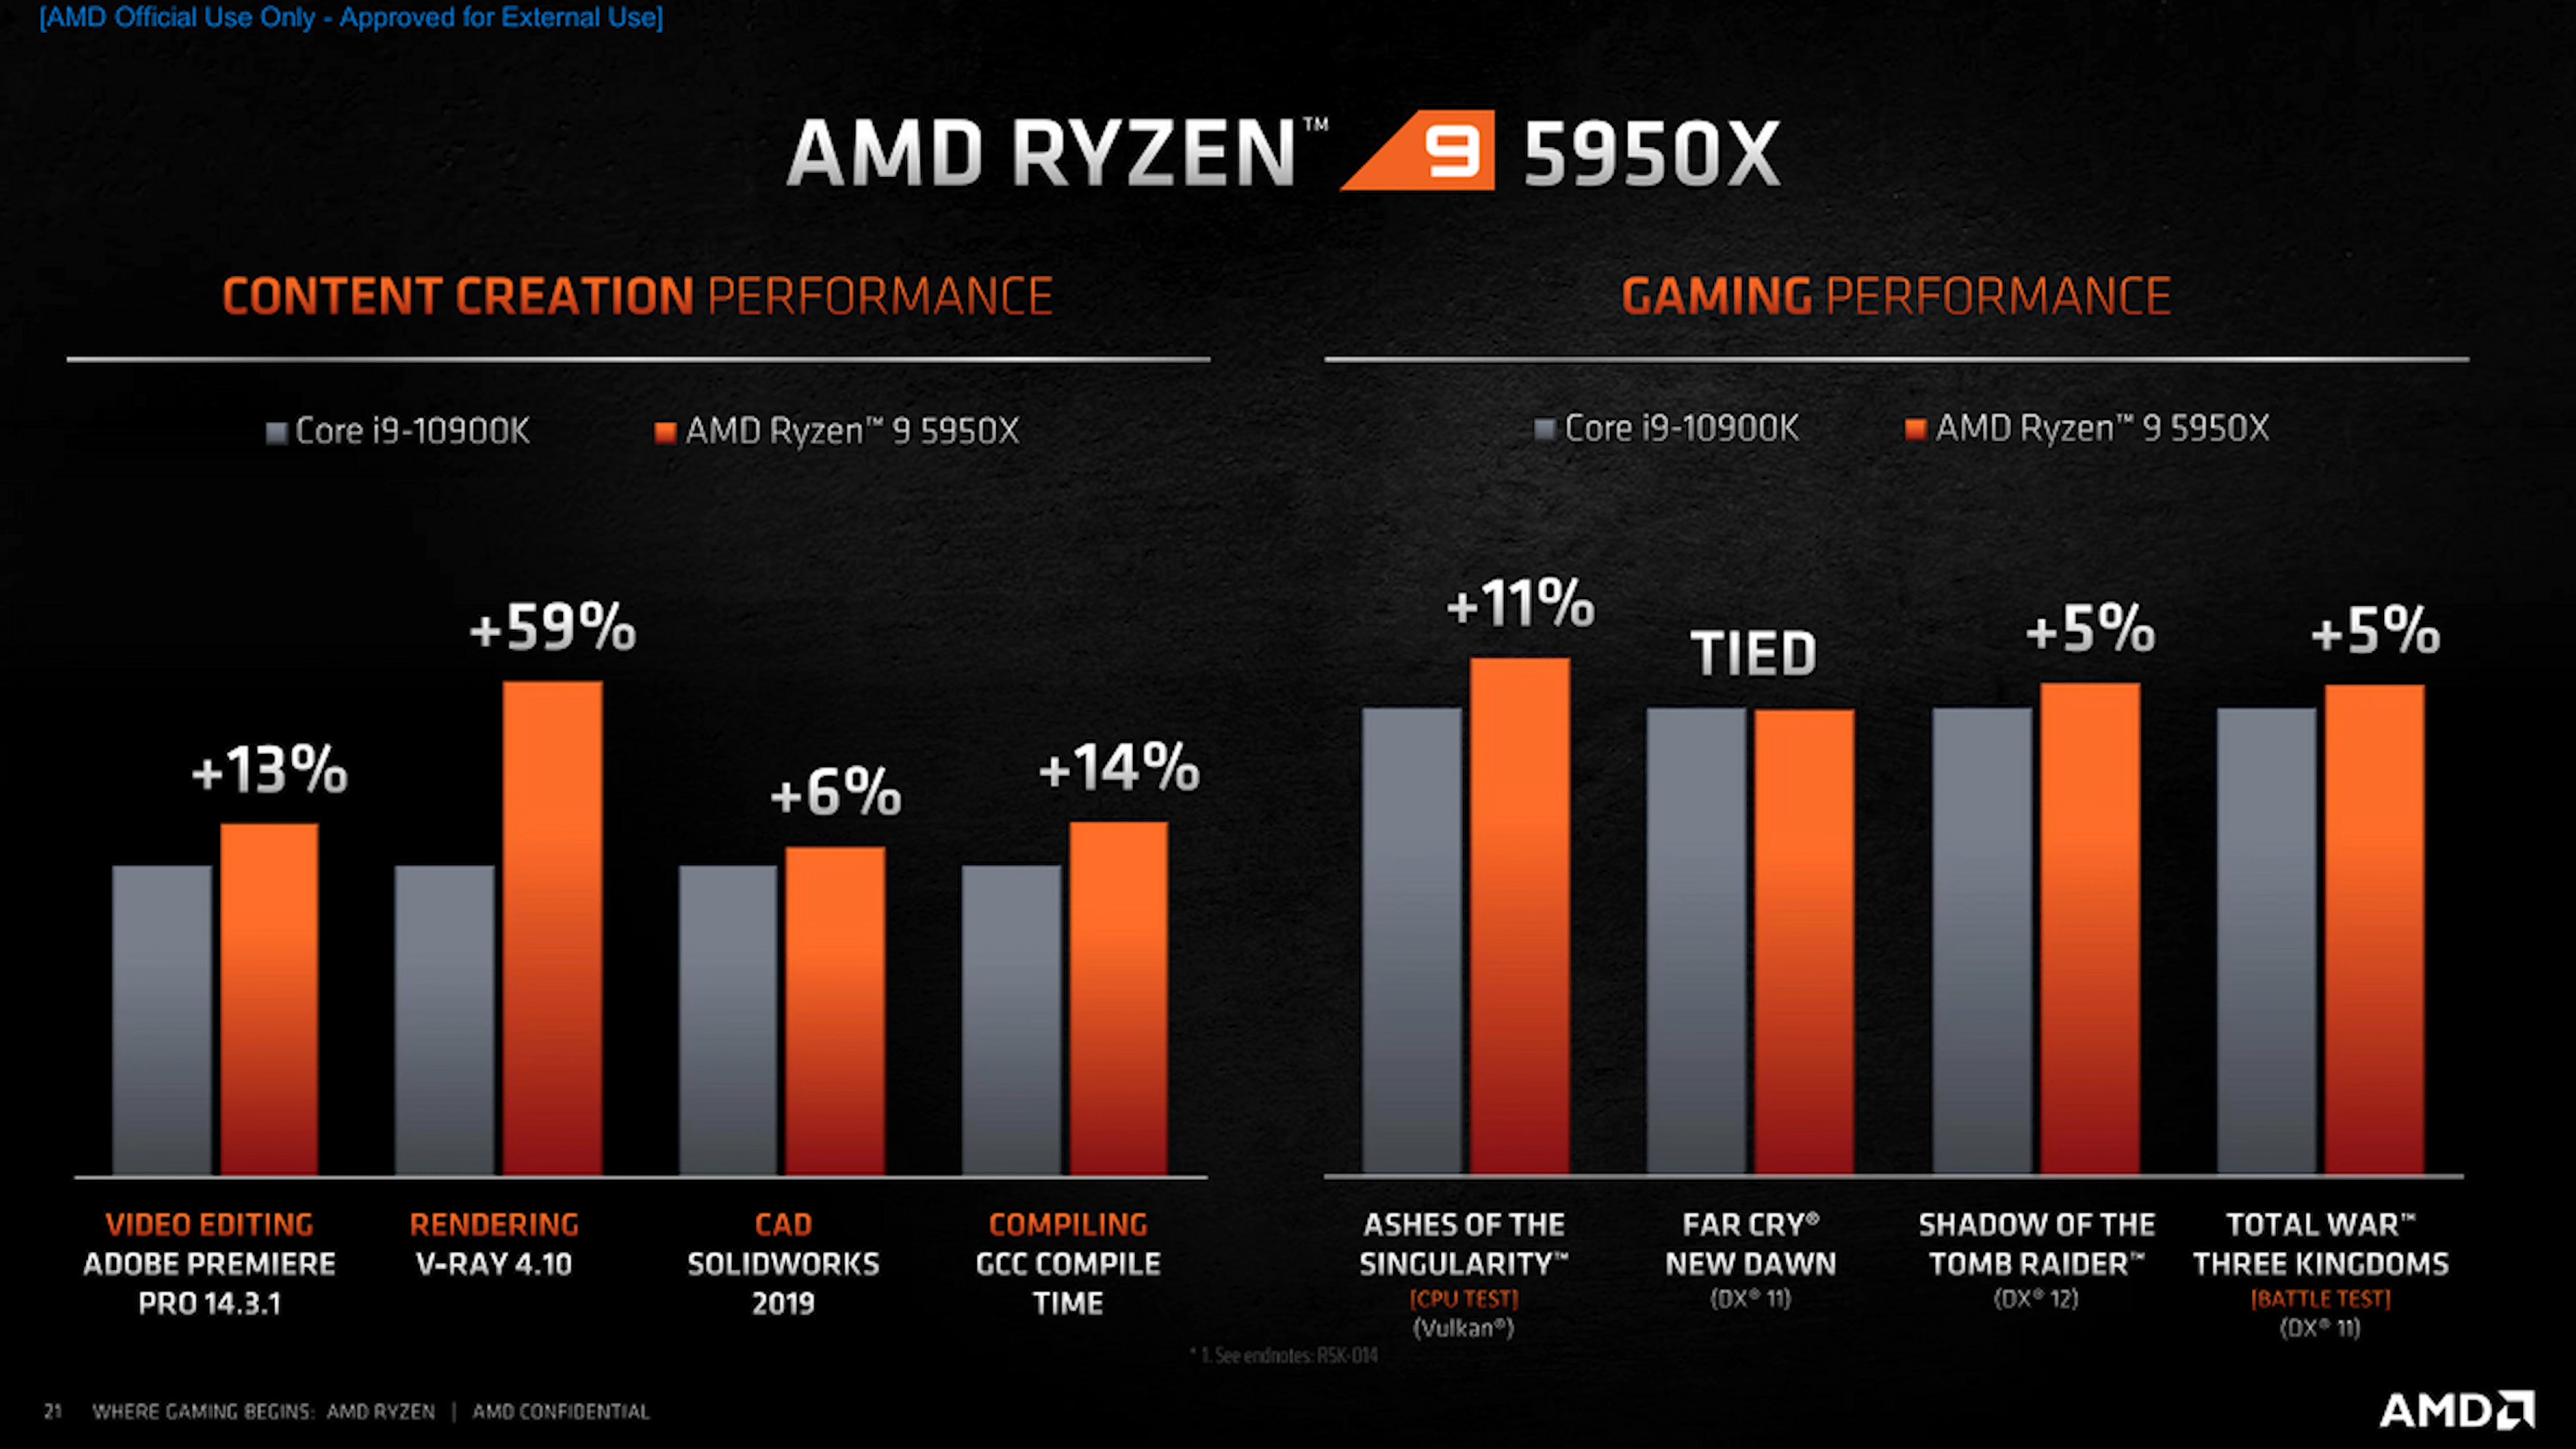 [AMD Official Use Only - Approved for External Use]
AMD RYZEN™ 9 5950X
CONTENT CREATION PERFORMANCE
Core i9-10900K
AMD Ryzen™ 9 5950X
+13%
+59%
+6%
+14%
VIDEO EDITING
ADOBE PREMIERE
PRO 14.3.1
RENDERING
V-RAY 4.10
CAD
SOLIDWORKS
2019
COMPILING
GCC COMPILE
TIME
GAMING PERFORMANCE
Core i9-10900K
AMD Ryzen™ 9 5950X
+11%
TIED
+5%
+5%
ASHES OF THE
SINGULARITY™
[CPU TEST]
(Vulkan®)
FAR CRY®
NEW DAWN
(DX® 11)
SHADOW OF THE
TOMB RAIDER™
(DX® 12)
TOTAL WAR™
THREE KINGDOMS
[BATTLE TEST]
(DX® 11)
* 1. See endnotes: R5K-014
21 WHERE GAMING BEGINS: AMD RYZEN | AMD CONFIDENTIAL
AMD